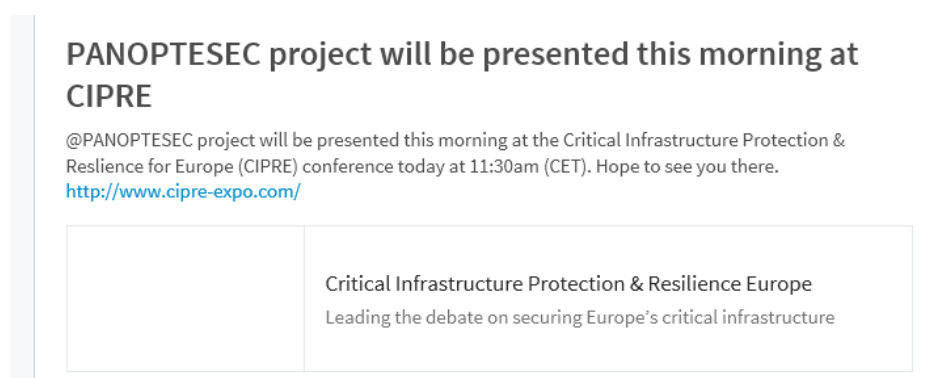 PANOPTESEC project will be presented this morning at
CIPRE
@PANOPTESEC project will be presented this morning at the Critical Infrastructure Protection &
Reslience for Europe (CIPRE) conference today at 11:30am (CET). Hope to see you there.
http://www.cipre-expo.com/
Critical Infrastructure Protection & Resilience Europe
Leading the debate on securing Europe's critical infrastructure